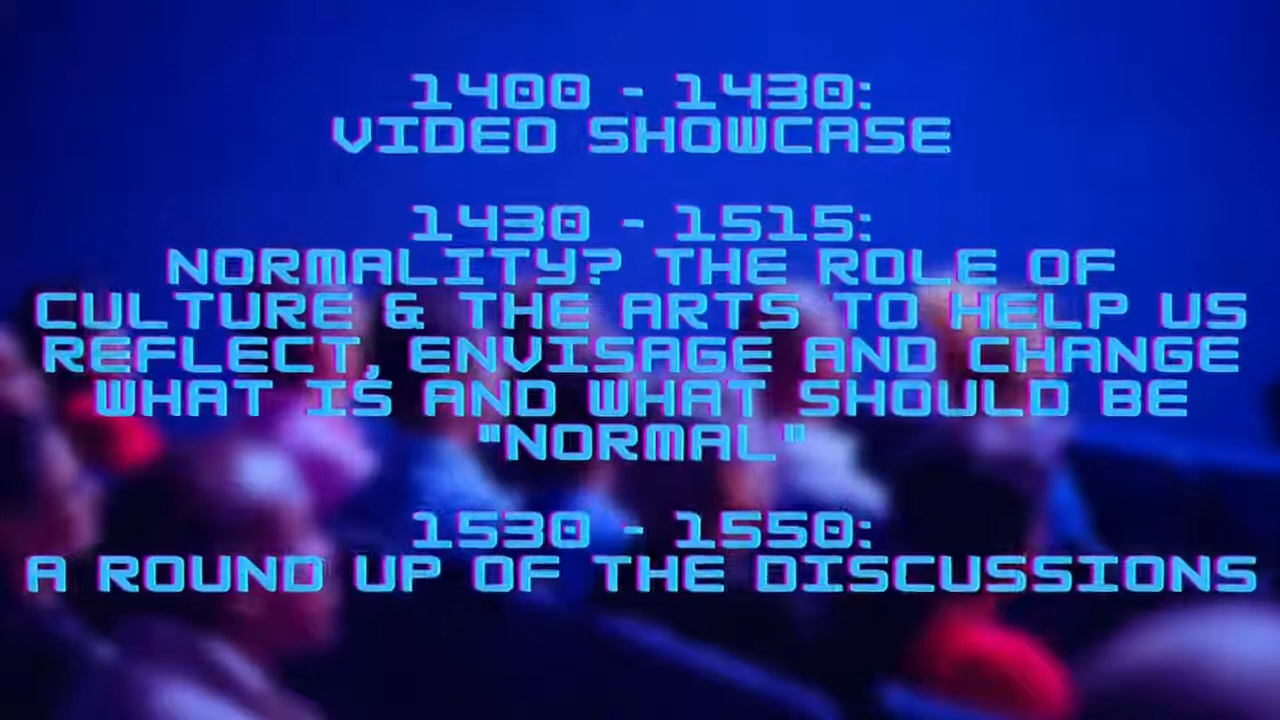 1400 - 1430:
VIDEO SHOWCASE
1430 - 1515:
NORMALITY? THE ROLE OF
CULTURE & THE ARTS TO HELP US
REFLECT, ENVISAGE AND CHANGE
WHAT IS AND WHAT SHOULD BE
"NORMAL"
1530 - 1550:
A ROUND UP OF THE DISCUSSIONS